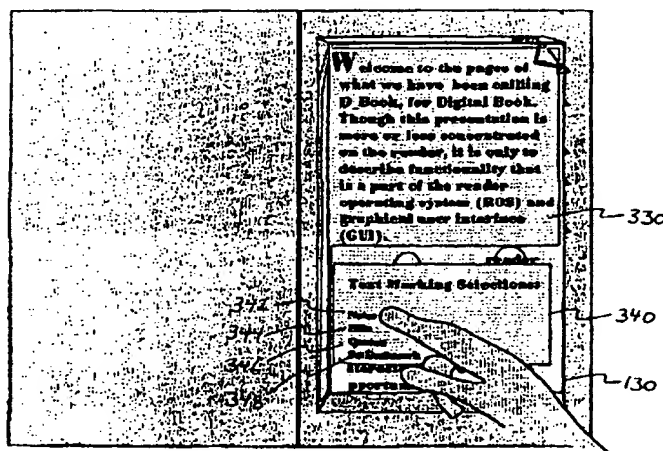 Welcome to the pages of
what we have been calling
D_Book, for Digital Book.
Though this presentation is
more or less concentrated
on the reader, it is only to
describe functionality that
is a part of the reader
operating system (ROS) and
graphical user interface
(GUI).
330
reader
Text Marking Selections:
342
344
340
346
348
130